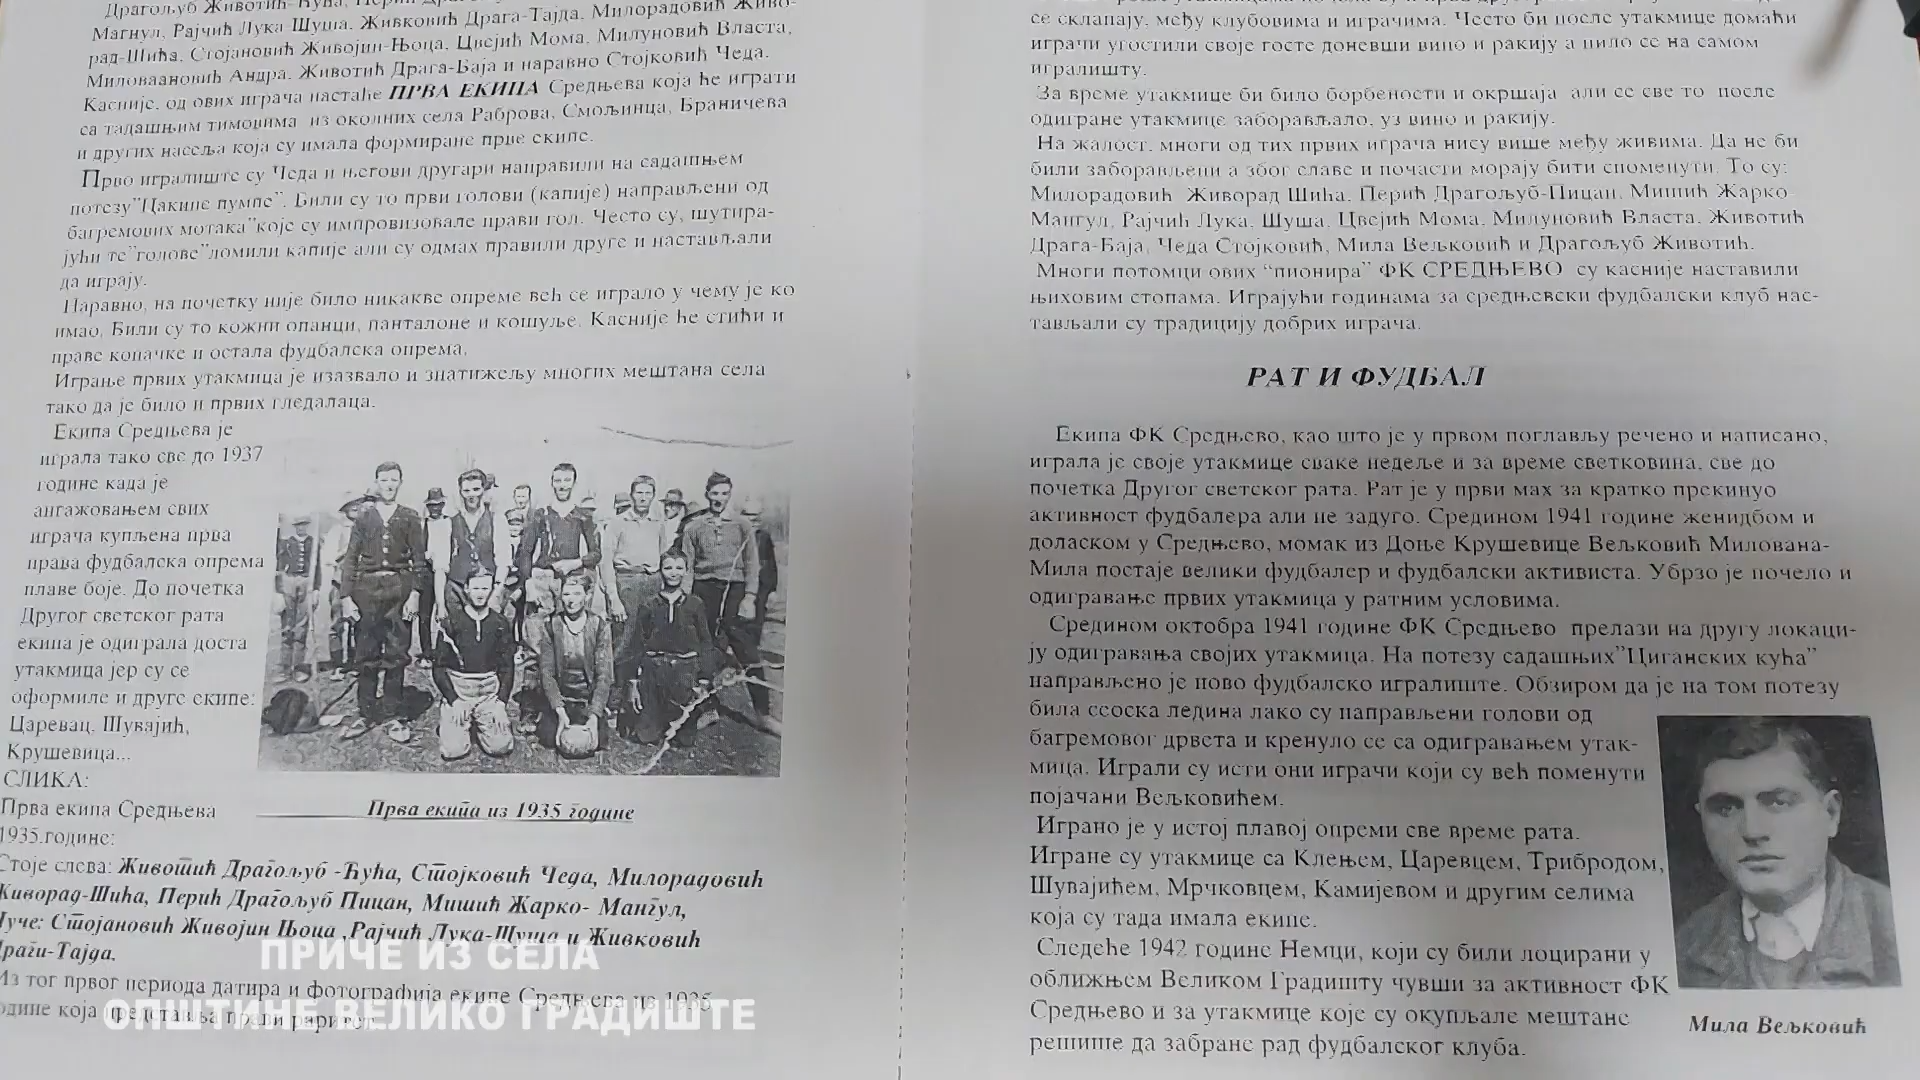 Драгољуб Животић-Ћућа, Перић
Магнул, Рајчић Лука-Шуша. Живковић Драга-Тајда. Милорадовић Живо-
рад-Шића. Стојановић Живојин-Њоца. Цвејић Мома. Милуновић Власта,
Миловаановић Андра. Животић Драга-Баја и наравно Стојковић Чеда.
Касније. од ових играча настаће ПРВА ЕКИПА Средњева која ће играти
са тадашњим тимовима из околних села Раброва, Смољинца, Браничева
и других насеља која су имала формиране прве екипе.
Прво игралиште су Чеда и његови другари направили на садашњем
потезу"Цакине пумпе". Били су то први голови (капије) направљени од
багремових мотака"које су импровизовале прави гол. Често су, шутира-
јући те"голове"ломили капије али су одмах правили друге и настављали
да играју.
Наравно, на почетку није било никакве опреме већ се играло у чему је ко
имао. Били су то кожни опанци, панталоне и кошуље. Касније ће стићи и
праве копачке и остала фудбалска опрема.
Играње првих утакмица је изазвало и знатижељу многих мештана села
тако да је било и првих гледалаца.
Екипа Средњева је
играла тако све до 1937
године када је
ангажовањем свих
играча купљена прва
права фудбалска опрема
плаве боје. До почетка
Другог светског рата
екипа је одиграла доста
утакмица јер су се
оформиле и друге екипе:
Царевац, Шувајић,
Крушевица...
СЛИКА:
Прва екипа Средњева
1935.године:
Прва екипа из 1935 године
Стоје слева: Животић Драгољуб -Ћућа, Стојковић Чеда, Милорадовић
Живорад-Шића, Перић Драгољуб Пицан, Мишић Жарко- Мангул,
Чуче: Стојановић Живојин Њоца ,Рајчић Лука-Шуша и Живковић
Драги-Тајда.
Из тог првог периода датира и фотографија екипе Средњева из 1935
године која представља прави раритет.
ПРИЧЕ ИЗ СЕЛА
ОПШТИНЕ ВЕЛИКО ГРАДИШТЕ
се склапају, међу клубовима и играчима. Често би после утакмице домаћи
играчи угостили своје госте доневши вино и ракију а пило се на самом
игралишту.
За време утакмице би било борбености и окршаја али се све то после
одигране утакмице заборављало, уз вино и ракију.
На жалост. многи од тих првих играча нису више међу живима. Да не би
били заборављени а због славе и почасти морају бити споменути. То су:
Милорадовић Живорад Шића, Перић Драгољуб-Пицан, Мишић Жарко-
Мангул, Рајчић Лука. Шуша, Цвејић Мома, Милуновић Власта. Животић
Драга-Баја, Чеда Стојковић, Мила Вељковић и Драгољуб Животић.
Многи потомци ових “пионира” ФК СРЕДЊЕВО су касније наставили
њиховим стопама. Играјући годинама за средњевски фудбалски клуб нас-
тављали су традицију добрих играча.
РАТ И ФУДБАЛ
Екипа ФК Средњево, као што је у првом поглављу речено и написано,
играла је своје утакмице сваке недеље и за време светковина, све до
почетка Другог светског рата. Рат је у први мах за кратко прекинуо
активност фудбалера али не задуго. Средином 1941 године женидбом и
доласком у Средњево, момак из Доње Крушевице Вељковић Милована-
Мила постаје велики фудбалер и фудбалски активиста. Убрзо је почело и
одигравање првих утакмица у ратним условима.
Средином октобра 1941 године ФК Средњево прелази на другу локаци-
ју одигравања својих утакмица. На потезу садашњих”Циганских кућа”
направљено је ново фудбалско игралиште. Обзиром да је на том потезу
била сеоска ледина лако су направљени голови од
багремовог дрвета и кренуло се са одигравањем утак-
мица. Играли су исти они играчи који су већ поменути
појачани Вељковићем.
Играно је у истој плавој опреми све време рата.
Игране су утакмице са Клењем, Царевцем, Трибродом,
Шувајићем, Мрчковцем, Камијевом и другим селима
која су тада имала екипе.
Следеће 1942 године Немци, који су били лоцирани у
оближњем Великом Градишту чувши за активност ФК
Средњево и за утакмице које су окупљале мештане
решише да забране рад фудбалског клуба.
Мила Вељковић